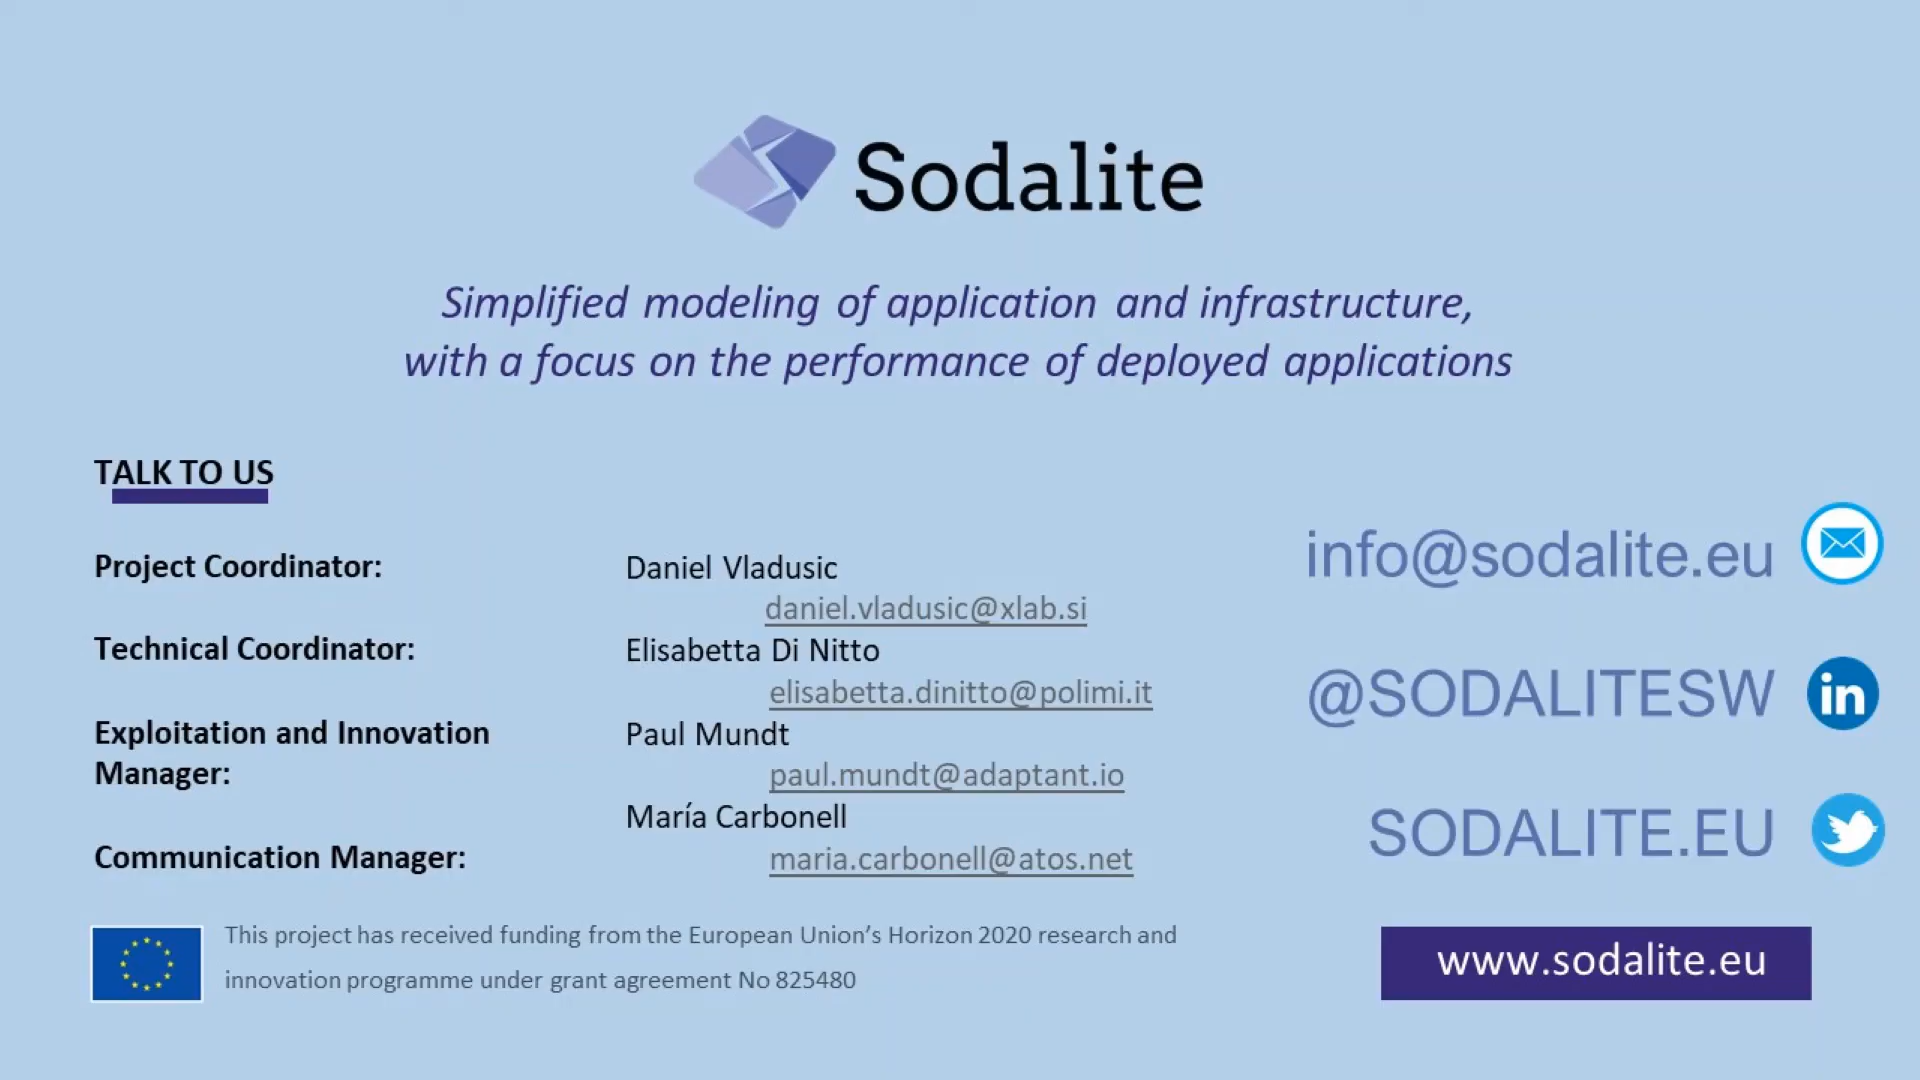 Sodalite
Simplified modeling of application and infrastructure,
with a focus on the performance of deployed applications
TALK TO US
Project Coordinator:
Daniel Vladusic
daniel.vladusic@xlab.si
Technical Coordinator:
Elisabetta Di Nitto
elisabetta.dinitto@polimi.it
Exploitation and Innovation
Manager:
Paul Mundt
paul.mundt@adaptant.io
Communication Manager:
María Carbonell
maria.carbonell@atos.net
info@sodalite.eu
@SODALITESW
in
SODALITE.EU
This project has received funding from the European Union’s Horizon 2020 research and
innovation programme under grant agreement No 825480
www.sodalite.eu